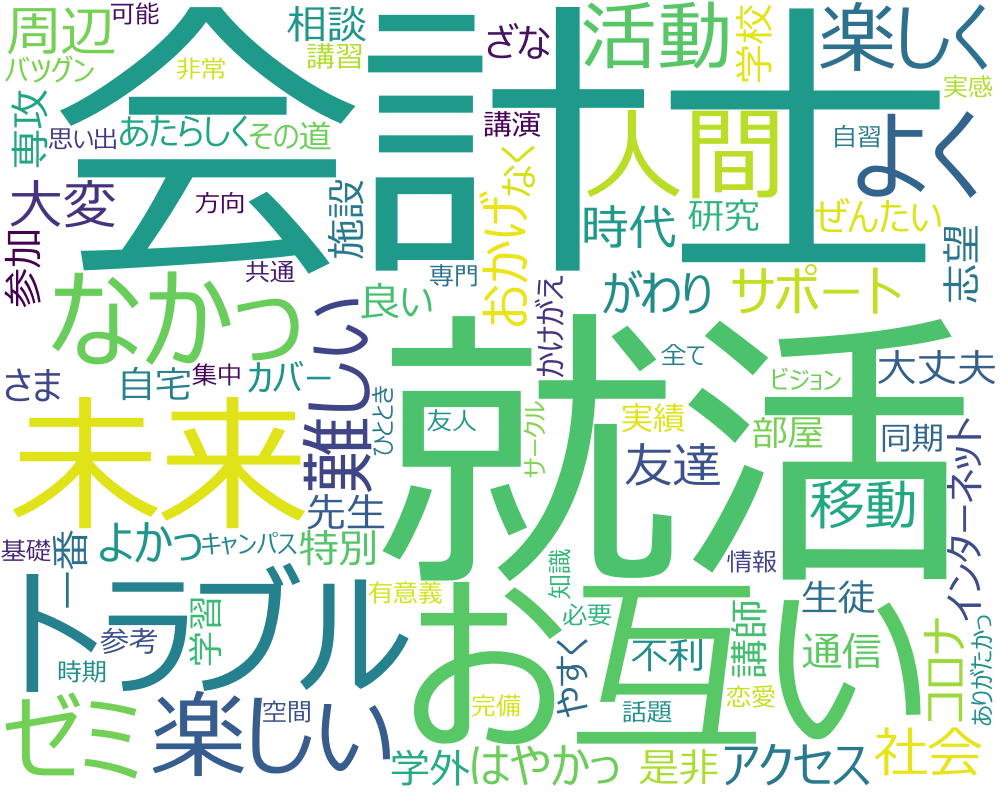 周辺
可能
相談
ざな
活動
学校
楽しく
バツグン
非常
講習
実感
会計士
専攻
思い出
あたらしく
その道
講演
人間
自習
よく
大変
方向
施設
おかげ
なく
時代
研究
ぜんたい
参加
共通
専門
志望
なかっ
良い
がわり
サポート
難しい
かけがえ
さま
自宅
集中
カバー
ひととき
就活
全て
ビジョン
大丈夫
未来
友人
サークル
実績
部屋
同期
友達
インターネット
先生
移動
基礎
一番
よかっ
キャンパス
特別
知識
情報
トラブル
有意義
お互い
必要
生徒
学習
参考
時期
やすく
不利
講師
通信
コロナ
ありがたかっ
ゼミ
楽しい
空間
完備
話題
恋愛
学外
はやかっ
是非
アクセス
社会